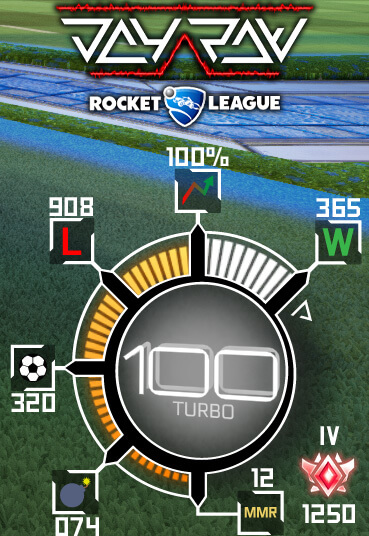 JAYRAW
ROCKET LEAGUE
100%
908
365
L
W
100
TURBO
320
IV
12
074
MMR
1250